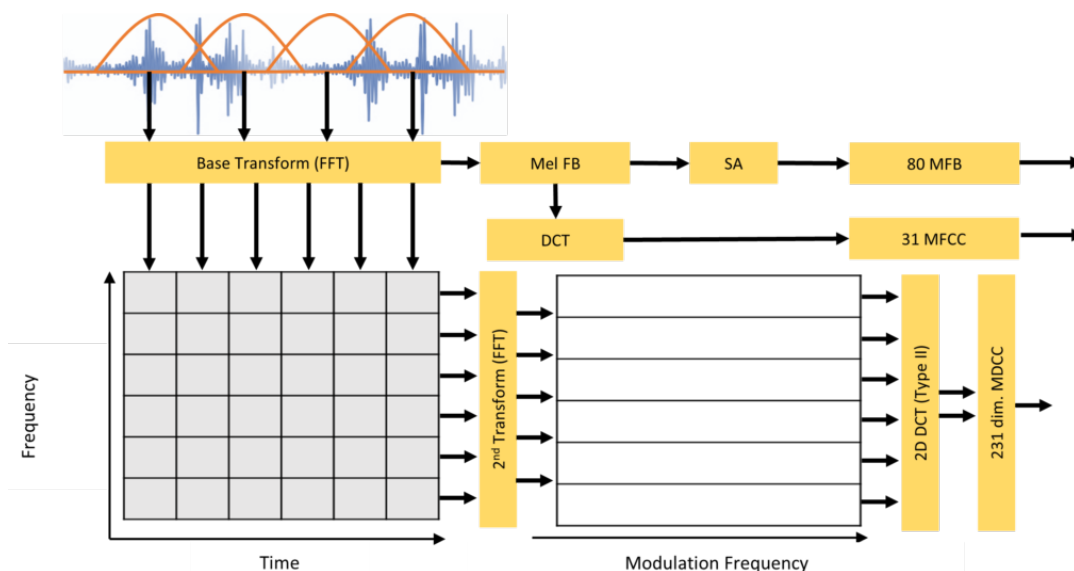 Base Transform (FFT)
Mel FB
SA
80 MFB
DCT
31 MFCC
Frequency
2nd Transform (FFT)
2D DCT (Type II)
231 dim. MDCC
Time
Modulation Frequency